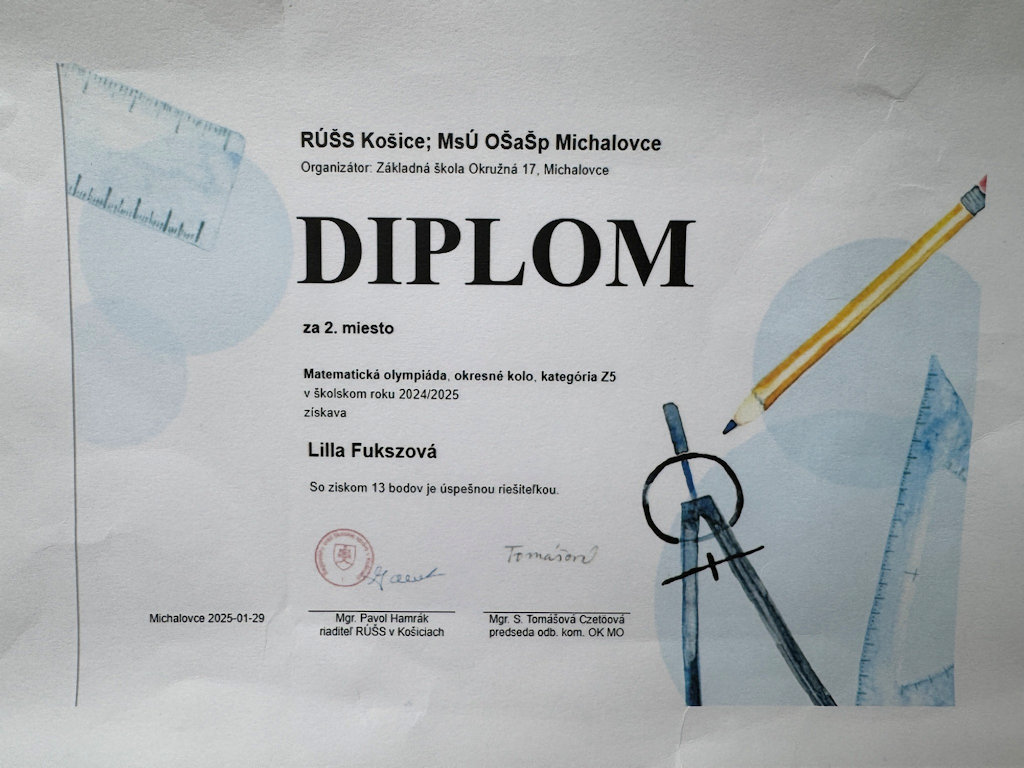 RÚŠS Košice; MsÚ OŠaŠp Michalovce
Organizátor: Základná škola Okružná 17, Michalovce
DIPLOM
za 2. miesto
Matematická olympiáda, okresné kolo, kategória Z5
v školskom roku 2024/2025
získava
Lilla Fukszová
So ziskom 13 bodov je úspešnou riešiteľkou.
Tomášová
Michalovce 2025-01-29
Mgr. Pavol Hamrák
riaditeľ RÚŠS v Košiciach
Mgr. S. Tomášová Czetöová
predseda odb. kom. OK MO